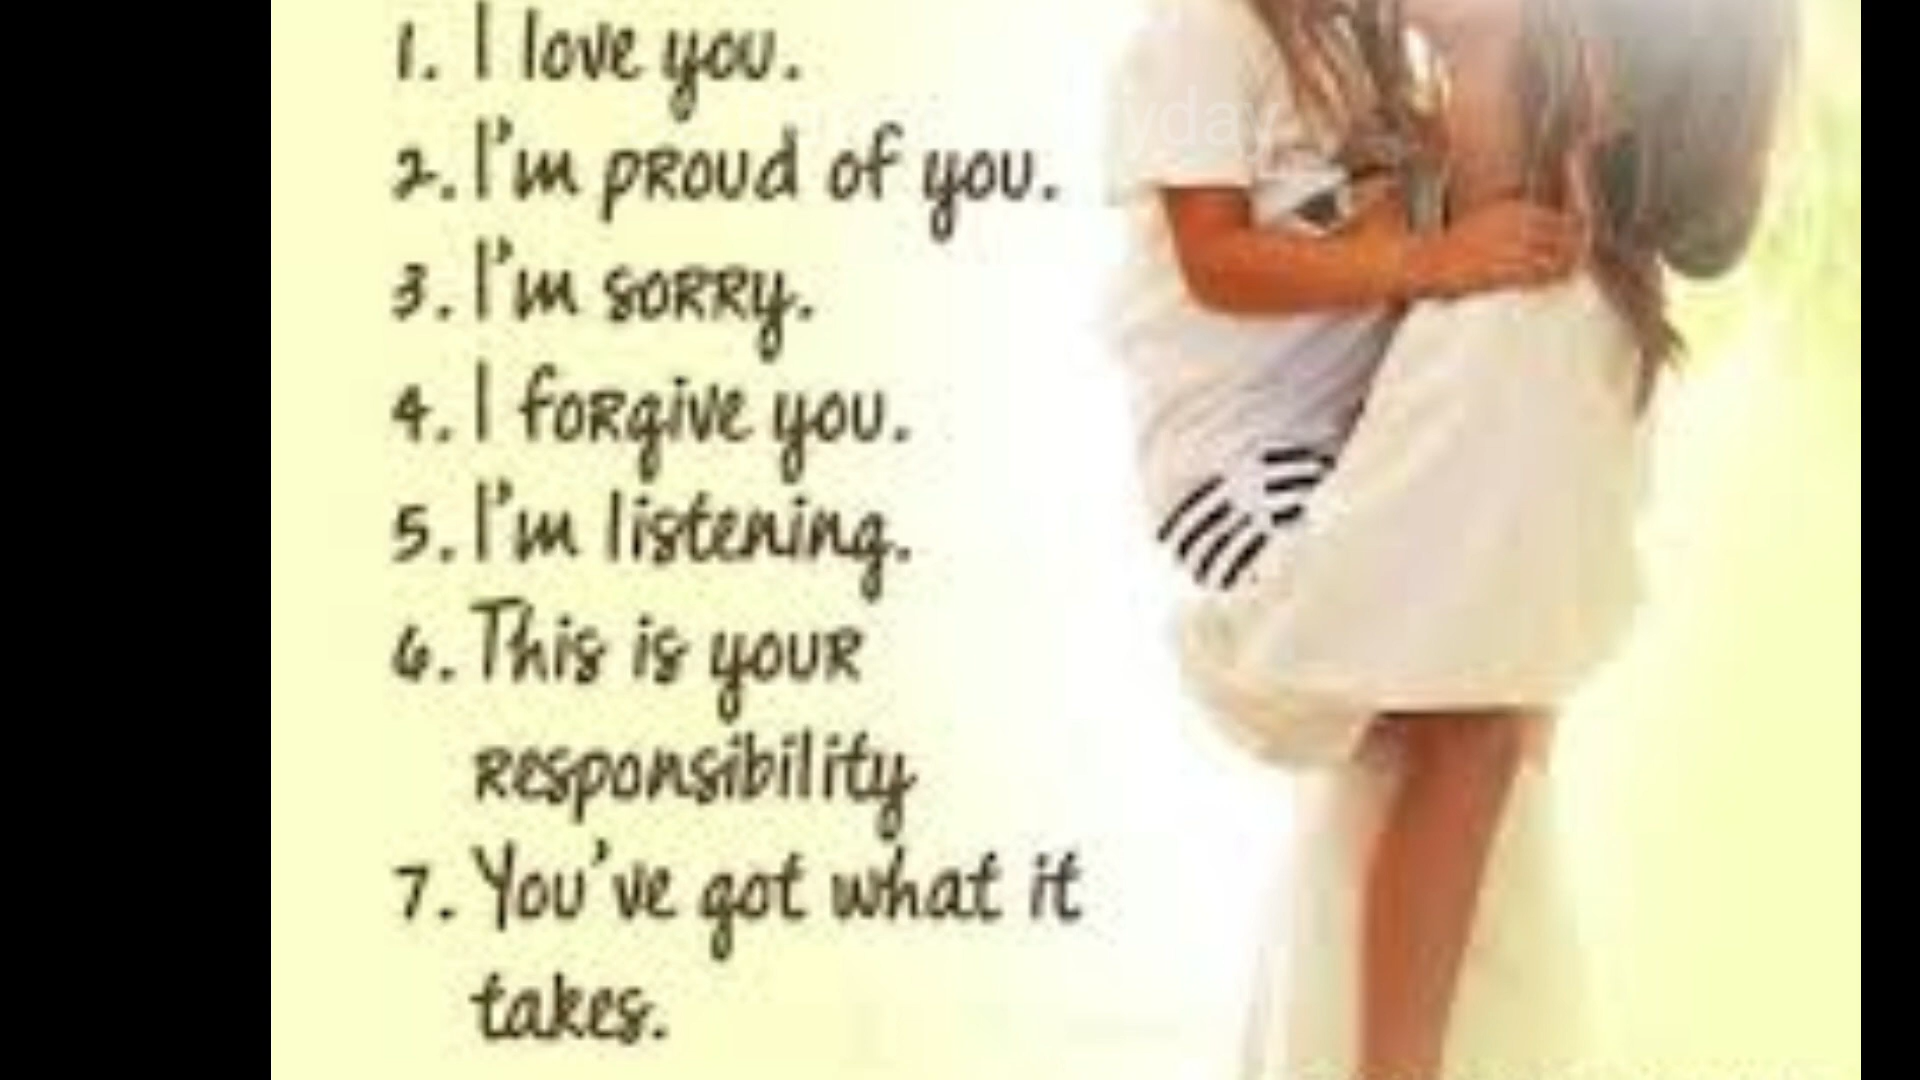 1. I love you.
yday
2. I'm proud of you.
3. I'm sorry.
4. I forgive you.
5. I'm listening.
6. This is your
responsibility
7. You've got what it
takes.